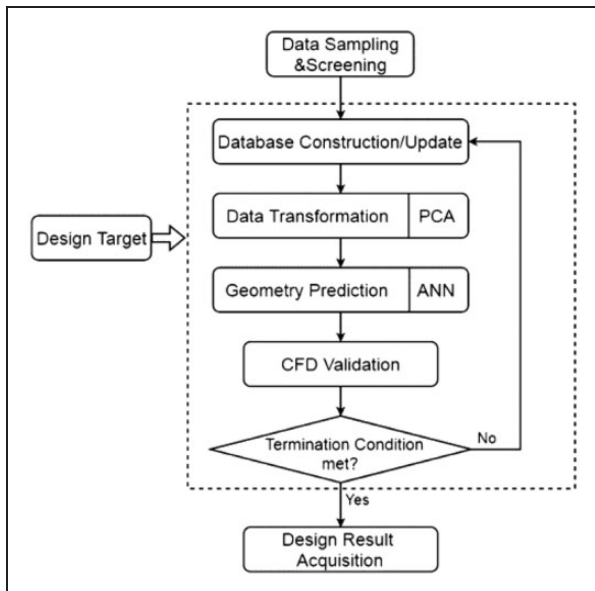 Data Sampling
&Screening
Database Construction/Update
Data Transformation PCA
Design Target
Geometry Prediction ANN
CFD Validation
Termination Condition
met?
No
Yes
Design Result
Acquisition